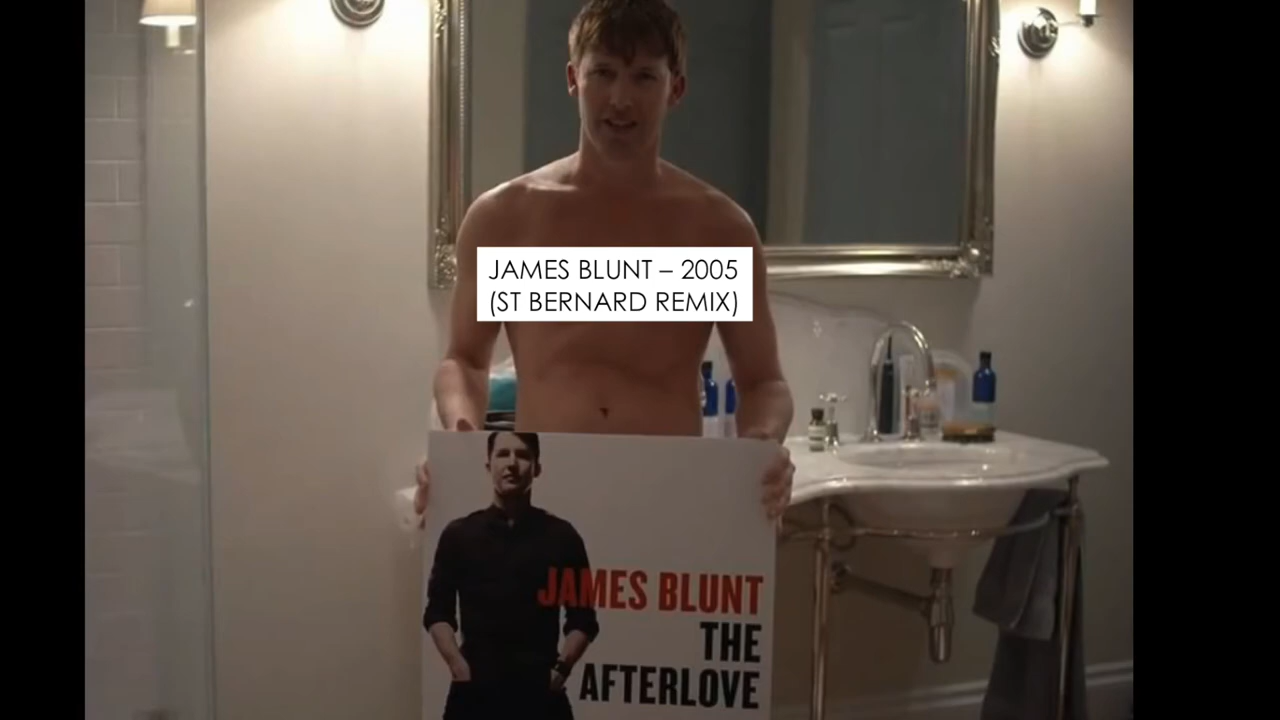 JAMES BLUNT – 2005
(ST BERNARD REMIX)
JAMES BLUNT
THE
AFTERLOVE